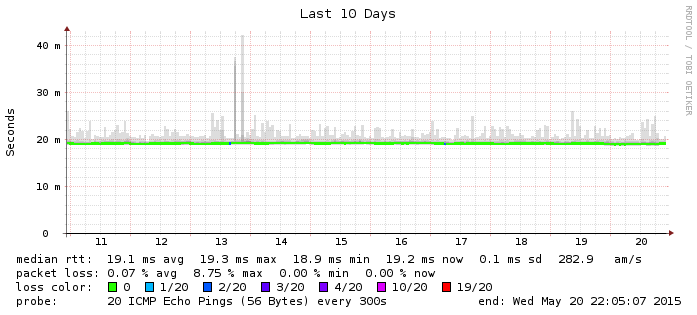 Last 10 Days
RRDTOOL / TOBI OETIKER
Seconds
40 m
30 m
20 m
10 m
0
11 12 13 14 15 16 17 18 19 20
median rtt: 19.1 ms avg 19.3 ms max 18.9 ms min 19.2 ms now 0.1 ms sd 282.9 am/s
packet loss: 0.07 % avg 8.75 % max 0.00 % min 0.00 % now
loss color: 0 1/20 2/20 3/20 4/20 10/20 19/20
probe: 20 ICMP Echo Pings (56 Bytes) every 300s end: Wed May 20 22:05:07 2015